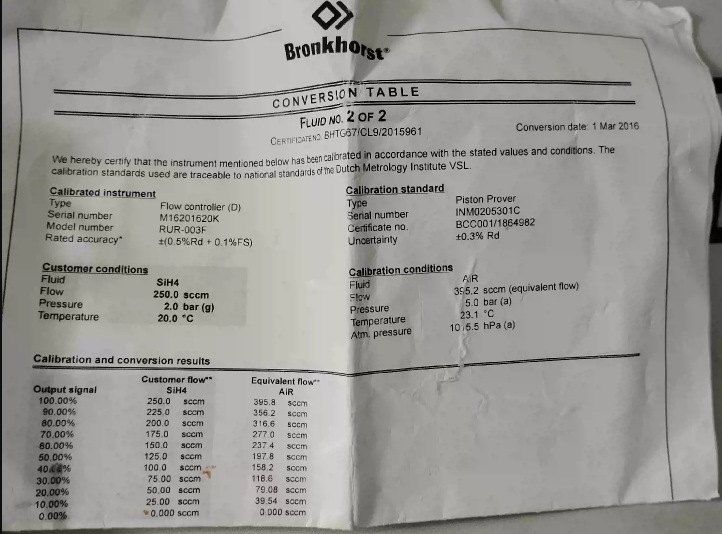 Bronkhorst®
CONVERSION TABLE
FLUID NO. 2 OF 2
CERTIFICATE NO. BHTG67/CL9/2015961
Conversion date: 1 Mar 2016
We hereby certify that the instrument mentioned below has been calibrated in accordance with the stated values and conditions. The
calibration standards used are traceable to national standards of the Dutch Metrology Institute VSL.
Calibrated instrument
Type Flow controller (D)
Serial number M16201620K
Model number RUR-003F
Rated accuracy* ±(0.5%Rd + 0.1%FS)
Calibration standard
Type Piston Prover
Serial number INM0205301C
Certificate no. BCC001/1864982
Uncertainty ±0.3% Rd
Customer conditions
Fluid SiH4
Flow 250.0 sccm
Pressure 2.0 bar (g)
Temperature 20.0 °C
Calibration conditions
Fluid AIR
Flow 395.2 sccm (equivalent flow)
Pressure 5.0 bar (a)
Temperature 23.1 °C
Atm. pressure hPa (a)
Calibration and conversion results
Customer flow** Equivalent flow**
Output signal SiH4 AIR
100.00% 250.0 sccm 395.8 sccm
90.00% 225.0 sccm 356.2 sccm
80.00% 200.0 sccm 316.6 sccm
70.00% 175.0 sccm 277.0 sccm
60.00% 150.0 sccm 237.4 sccm
50.00% 125.0 sccm 197.8 sccm
100.0 sccm 158.2 sccm
30.00% 75.00 sccm 118.6 sccm
20.00% 50.00 sccm 79.08 sccm
10.00% 25.00 sccm 39.54 sccm
0.00% 0.000 sccm 0.000 sccm